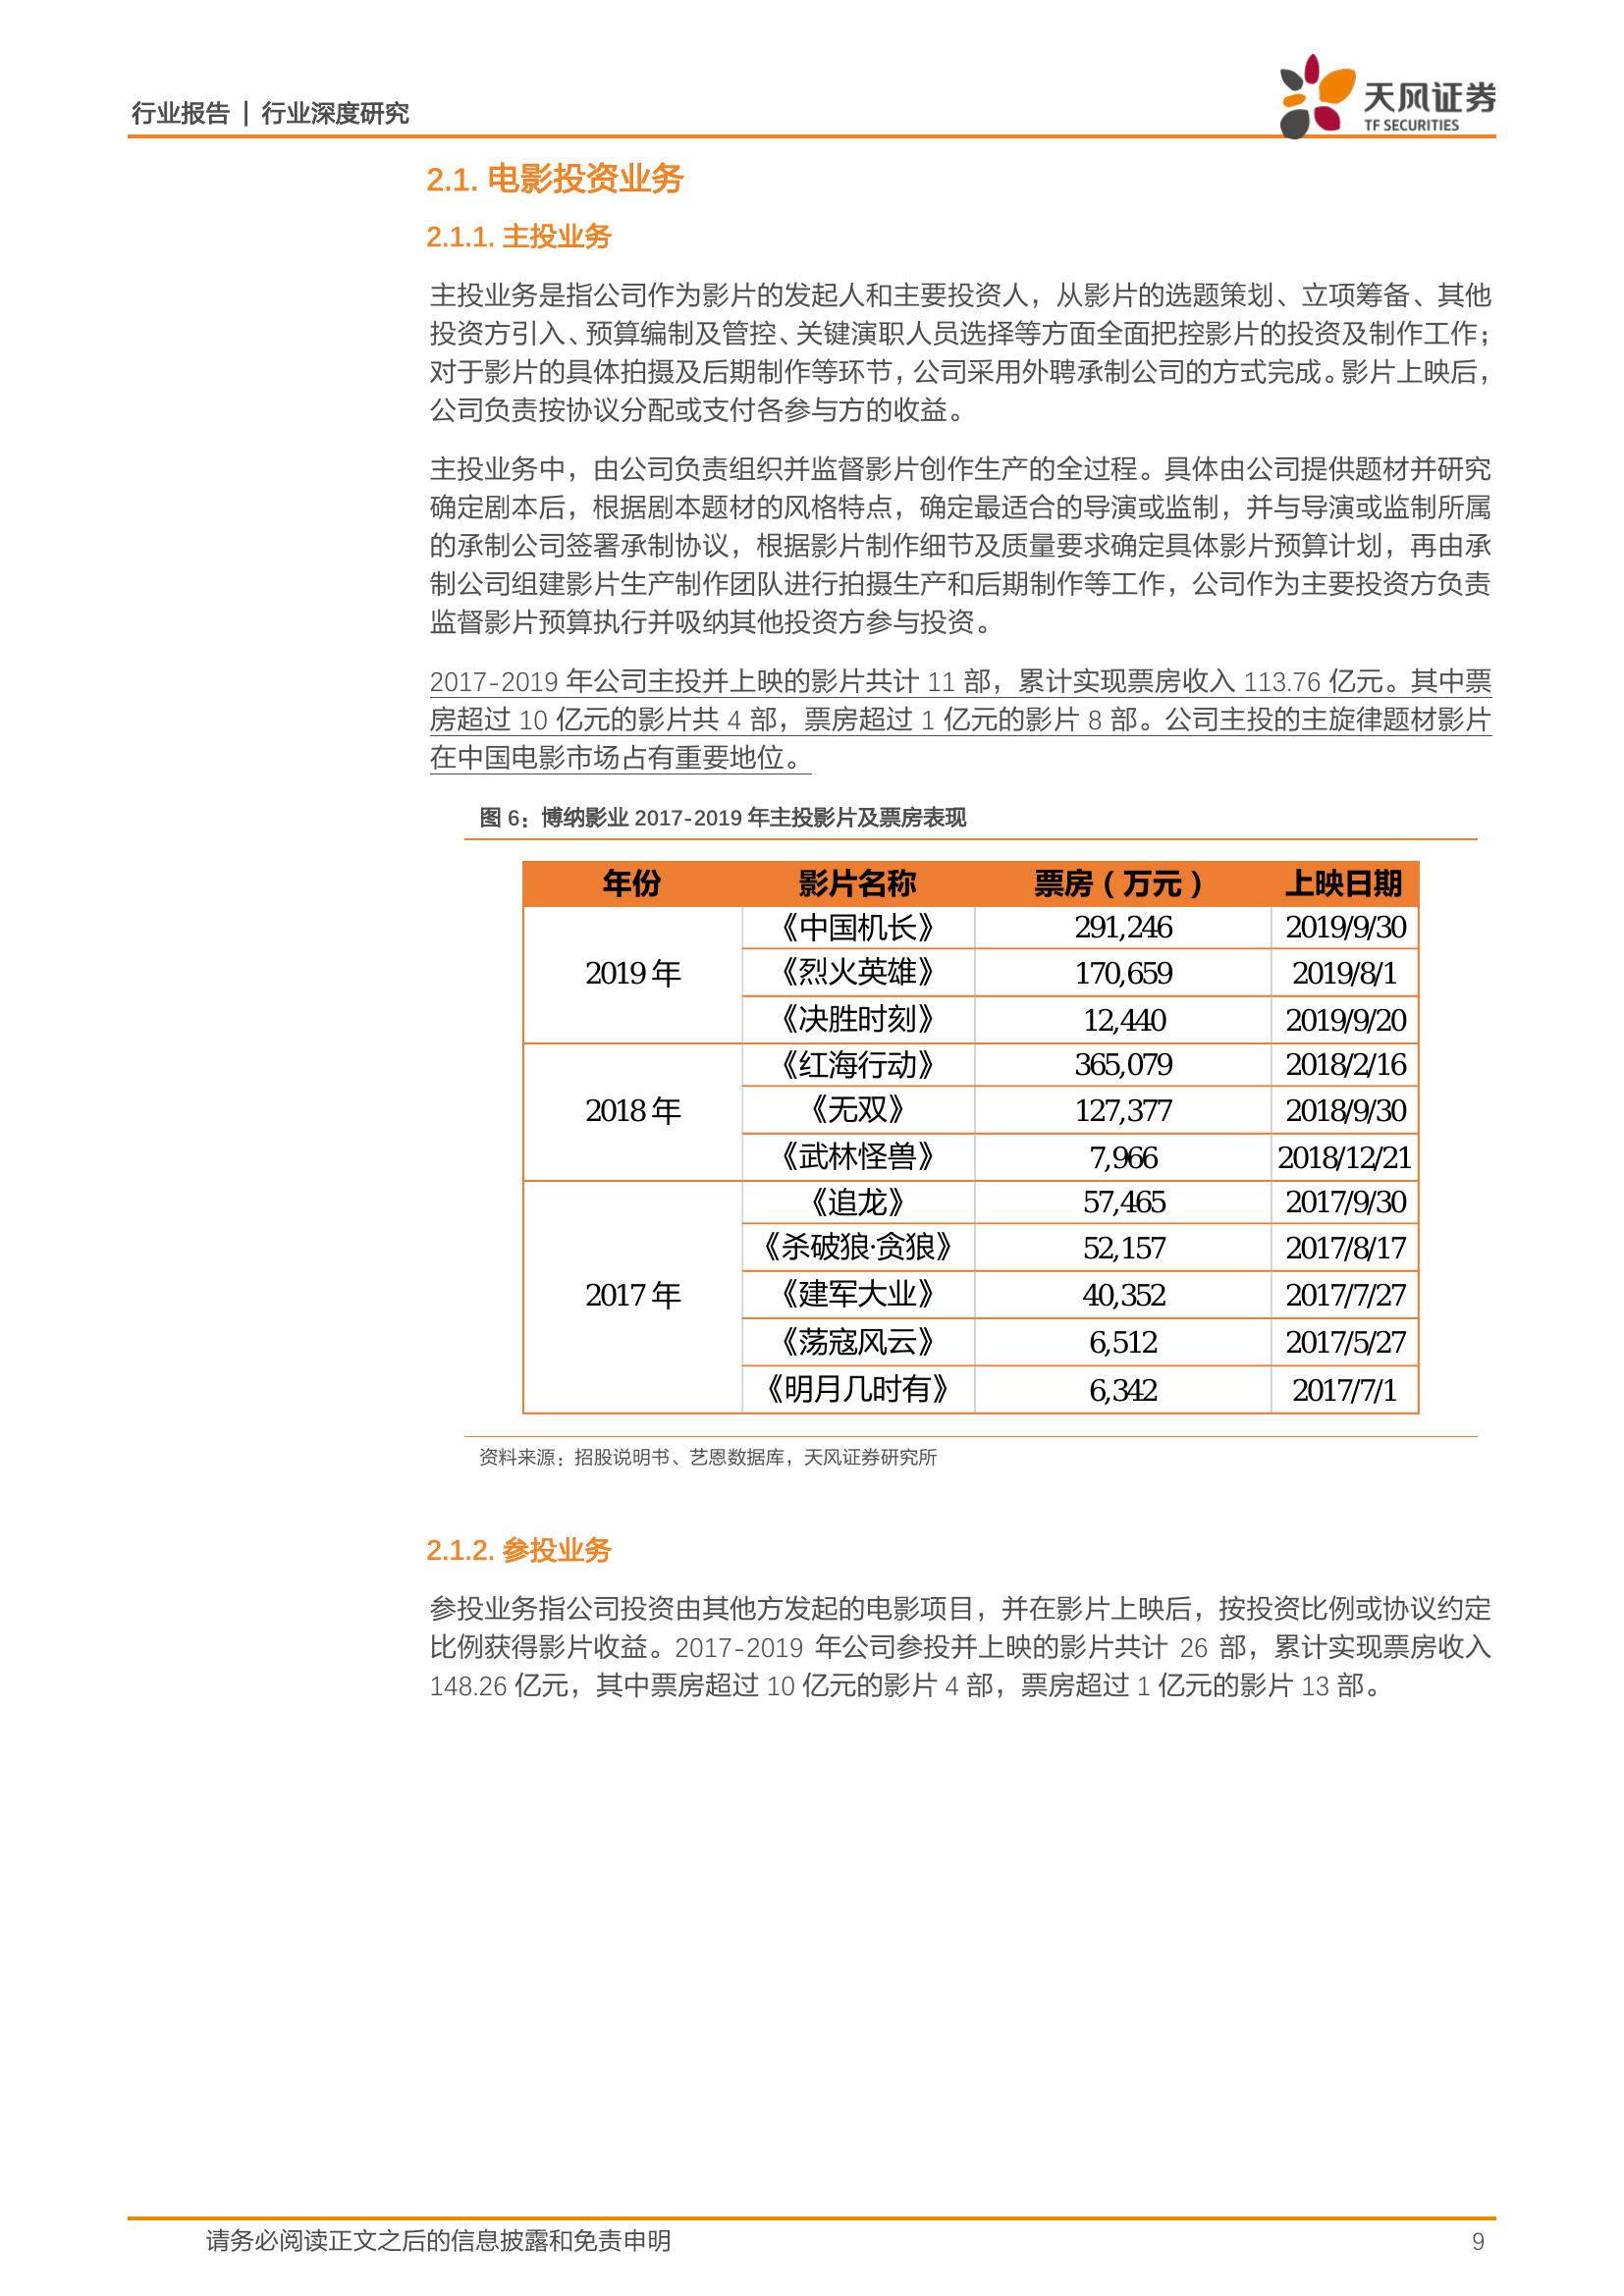 行业报告 | 行业深度研究
天风证券
TF SECURITIES
2.1. 电影投资业务
2.1.1. 主投业务
主投业务是指公司作为影片的发起人和主要投资人，从影片的选题策划、立项筹备、其他
投资方引入、预算编制及管控、关键演职人员选择等方面全面把控影片的投资及制作工作；
对于影片的具体拍摄及后期制作等环节，公司采用外聘承制公司的方式完成。影片上映后，
公司负责按协议分配或支付各参与方的收益。
主投业务中，由公司负责组织并监督影片创作生产的全过程。具体由公司提供题材并研究
确定剧本后，根据剧本题材的风格特点，确定最适合的导演或监制，并与导演或监制所属
的承制公司签署承制协议，根据影片制作细节及质量要求确定具体影片预算计划，再由承
制公司组建影片生产制作团队进行拍摄生产和后期制作等工作，公司作为主要投资方负责
监督影片预算执行并吸纳其他投资方参与投资。
2017-2019 年公司主投并上映的影片共计 11 部，累计实现票房收入 113.76 亿元。其中票
房超过 10 亿元的影片共 4 部，票房超过 1 亿元的影片 8 部。公司主投的主旋律题材影片
在中国电影市场占有重要地位。
图 6：博纳影业 2017-2019 年主投影片及票房表现
年份 影片名称 票房（万元） 上映日期
2019 年 《中国机长》 291,246 2019/9/30
《烈火英雄》 170,659 2019/8/1
《决胜时刻》 12,440 2019/9/20
2018 年 《红海行动》 365,079 2018/2/16
《无双》 127,377 2018/9/30
《武林怪兽》 7,966 2018/12/21
2017 年 《追龙》 57,465 2017/9/30
《杀破狼·贪狼》 52,157 2017/8/17
《建军大业》 40,352 2017/7/27
《荡寇风云》 6,512 2017/5/27
《明月几时有》 6,342 2017/7/1
资料来源：招股说明书、艺恩数据库，天风证券研究所
2.1.2. 参投业务
参投业务指公司投资由其他方发起的电影项目，并在影片上映后，按投资比例或协议约定
比例获得影片收益。2017-2019 年公司参投并上映的影片共计 26 部，累计实现票房收入
148.26 亿元，其中票房超过 10 亿元的影片 4 部，票房超过 1 亿元的影片 13 部。
请务必阅读正文之后的信息披露和免责申明 9